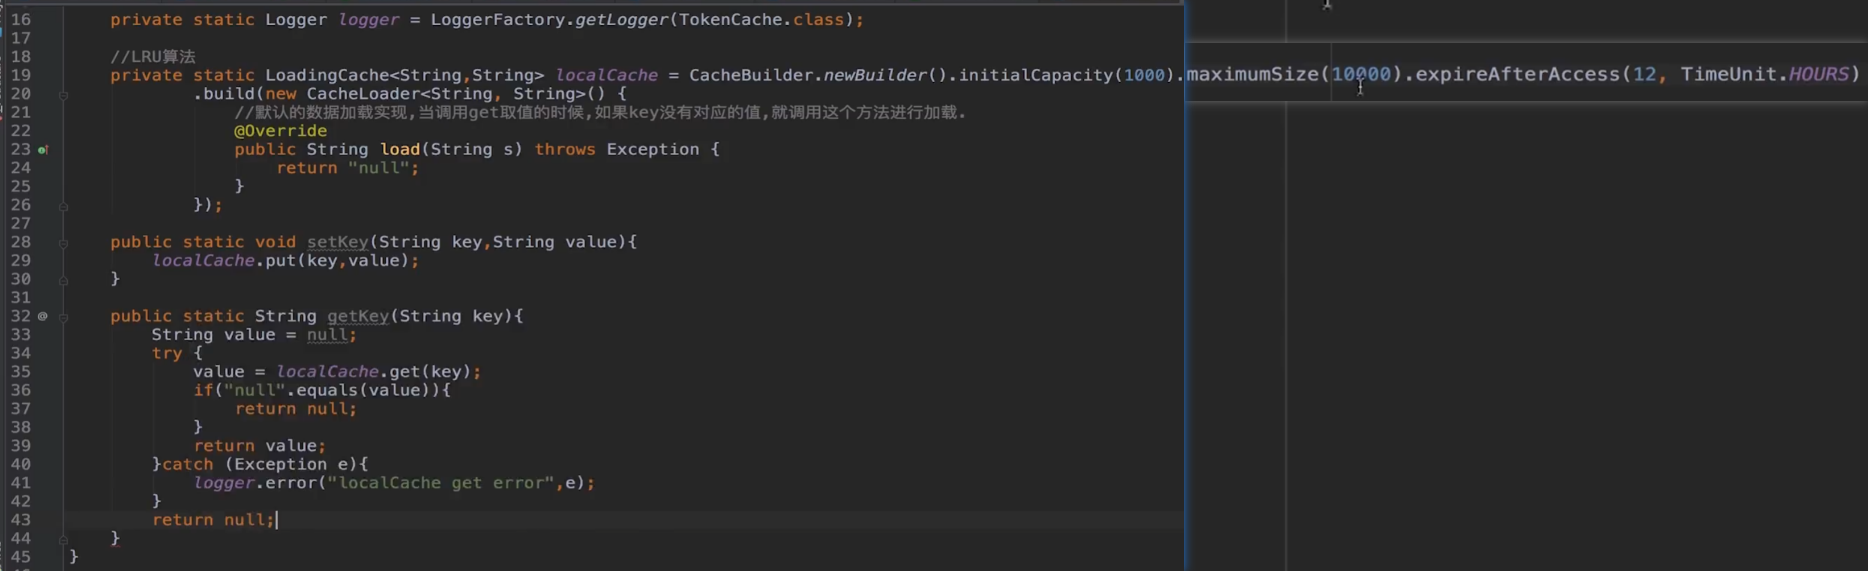 16 private static Logger logger = LoggerFactory.getLogger(TokenCache.class);
17
18 //LRU算法
19 private static LoadingCache<String,String> localCache = CacheBuilder.newBuilder().initialCapacity(1000).maximumSize(10000).expireAfterAccess(12, TimeUnit.HOURS)
20 .build(new CacheLoader<String, String>() {
21 //默认的数据加载实现,当调用get取值的时候,如果key没有对应的值,就调用这个方法进行加载.
22 @Override
23 public String load(String s) throws Exception {
24 return "null";
25 }
26 });
27
28 public static void setKey(String key,String value){
29 localCache.put(key,value);
30 }
31
32 @ public static String getKey(String key){
33 String value = null;
34 try {
35 value = localCache.get(key);
36 if("null".equals(value)){
37 return null;
38 }
39 return value;
40 }catch (Exception e){
41 logger.error("localCache get error",e);
42 }
43 return null;
44 }
45 }